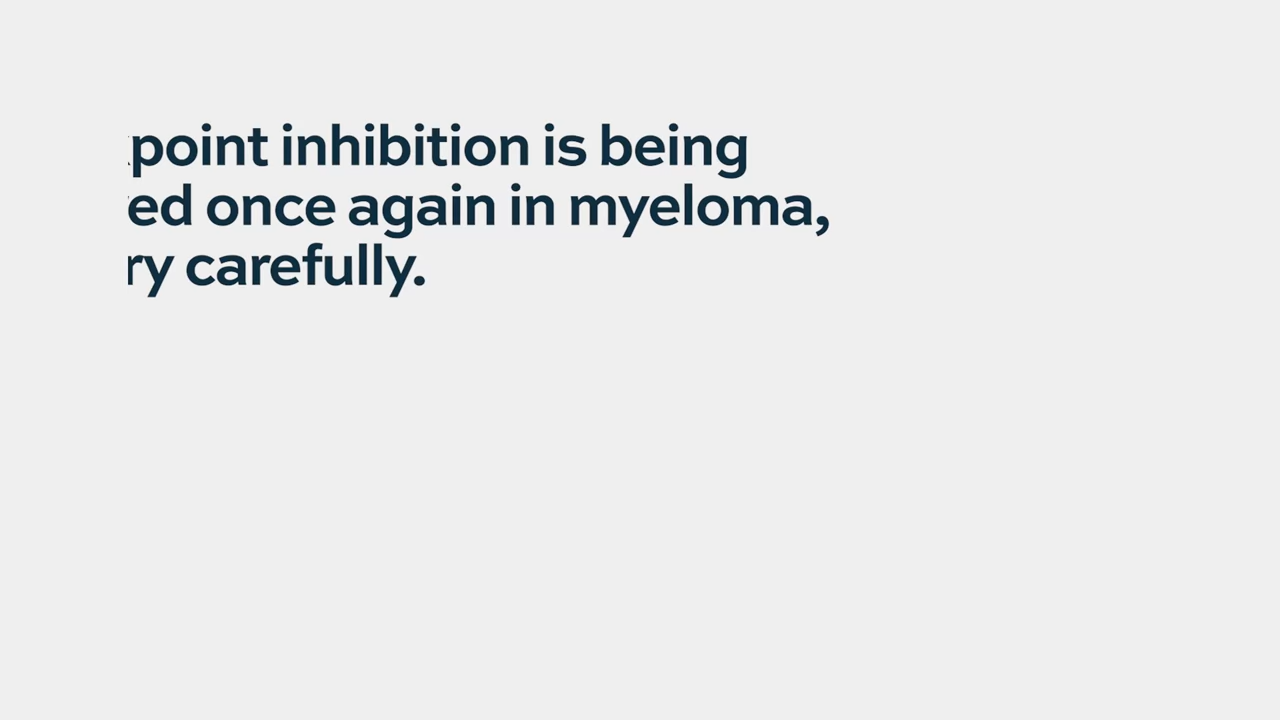 point inhibition is being
ed once again in myeloma,
ry carefully.